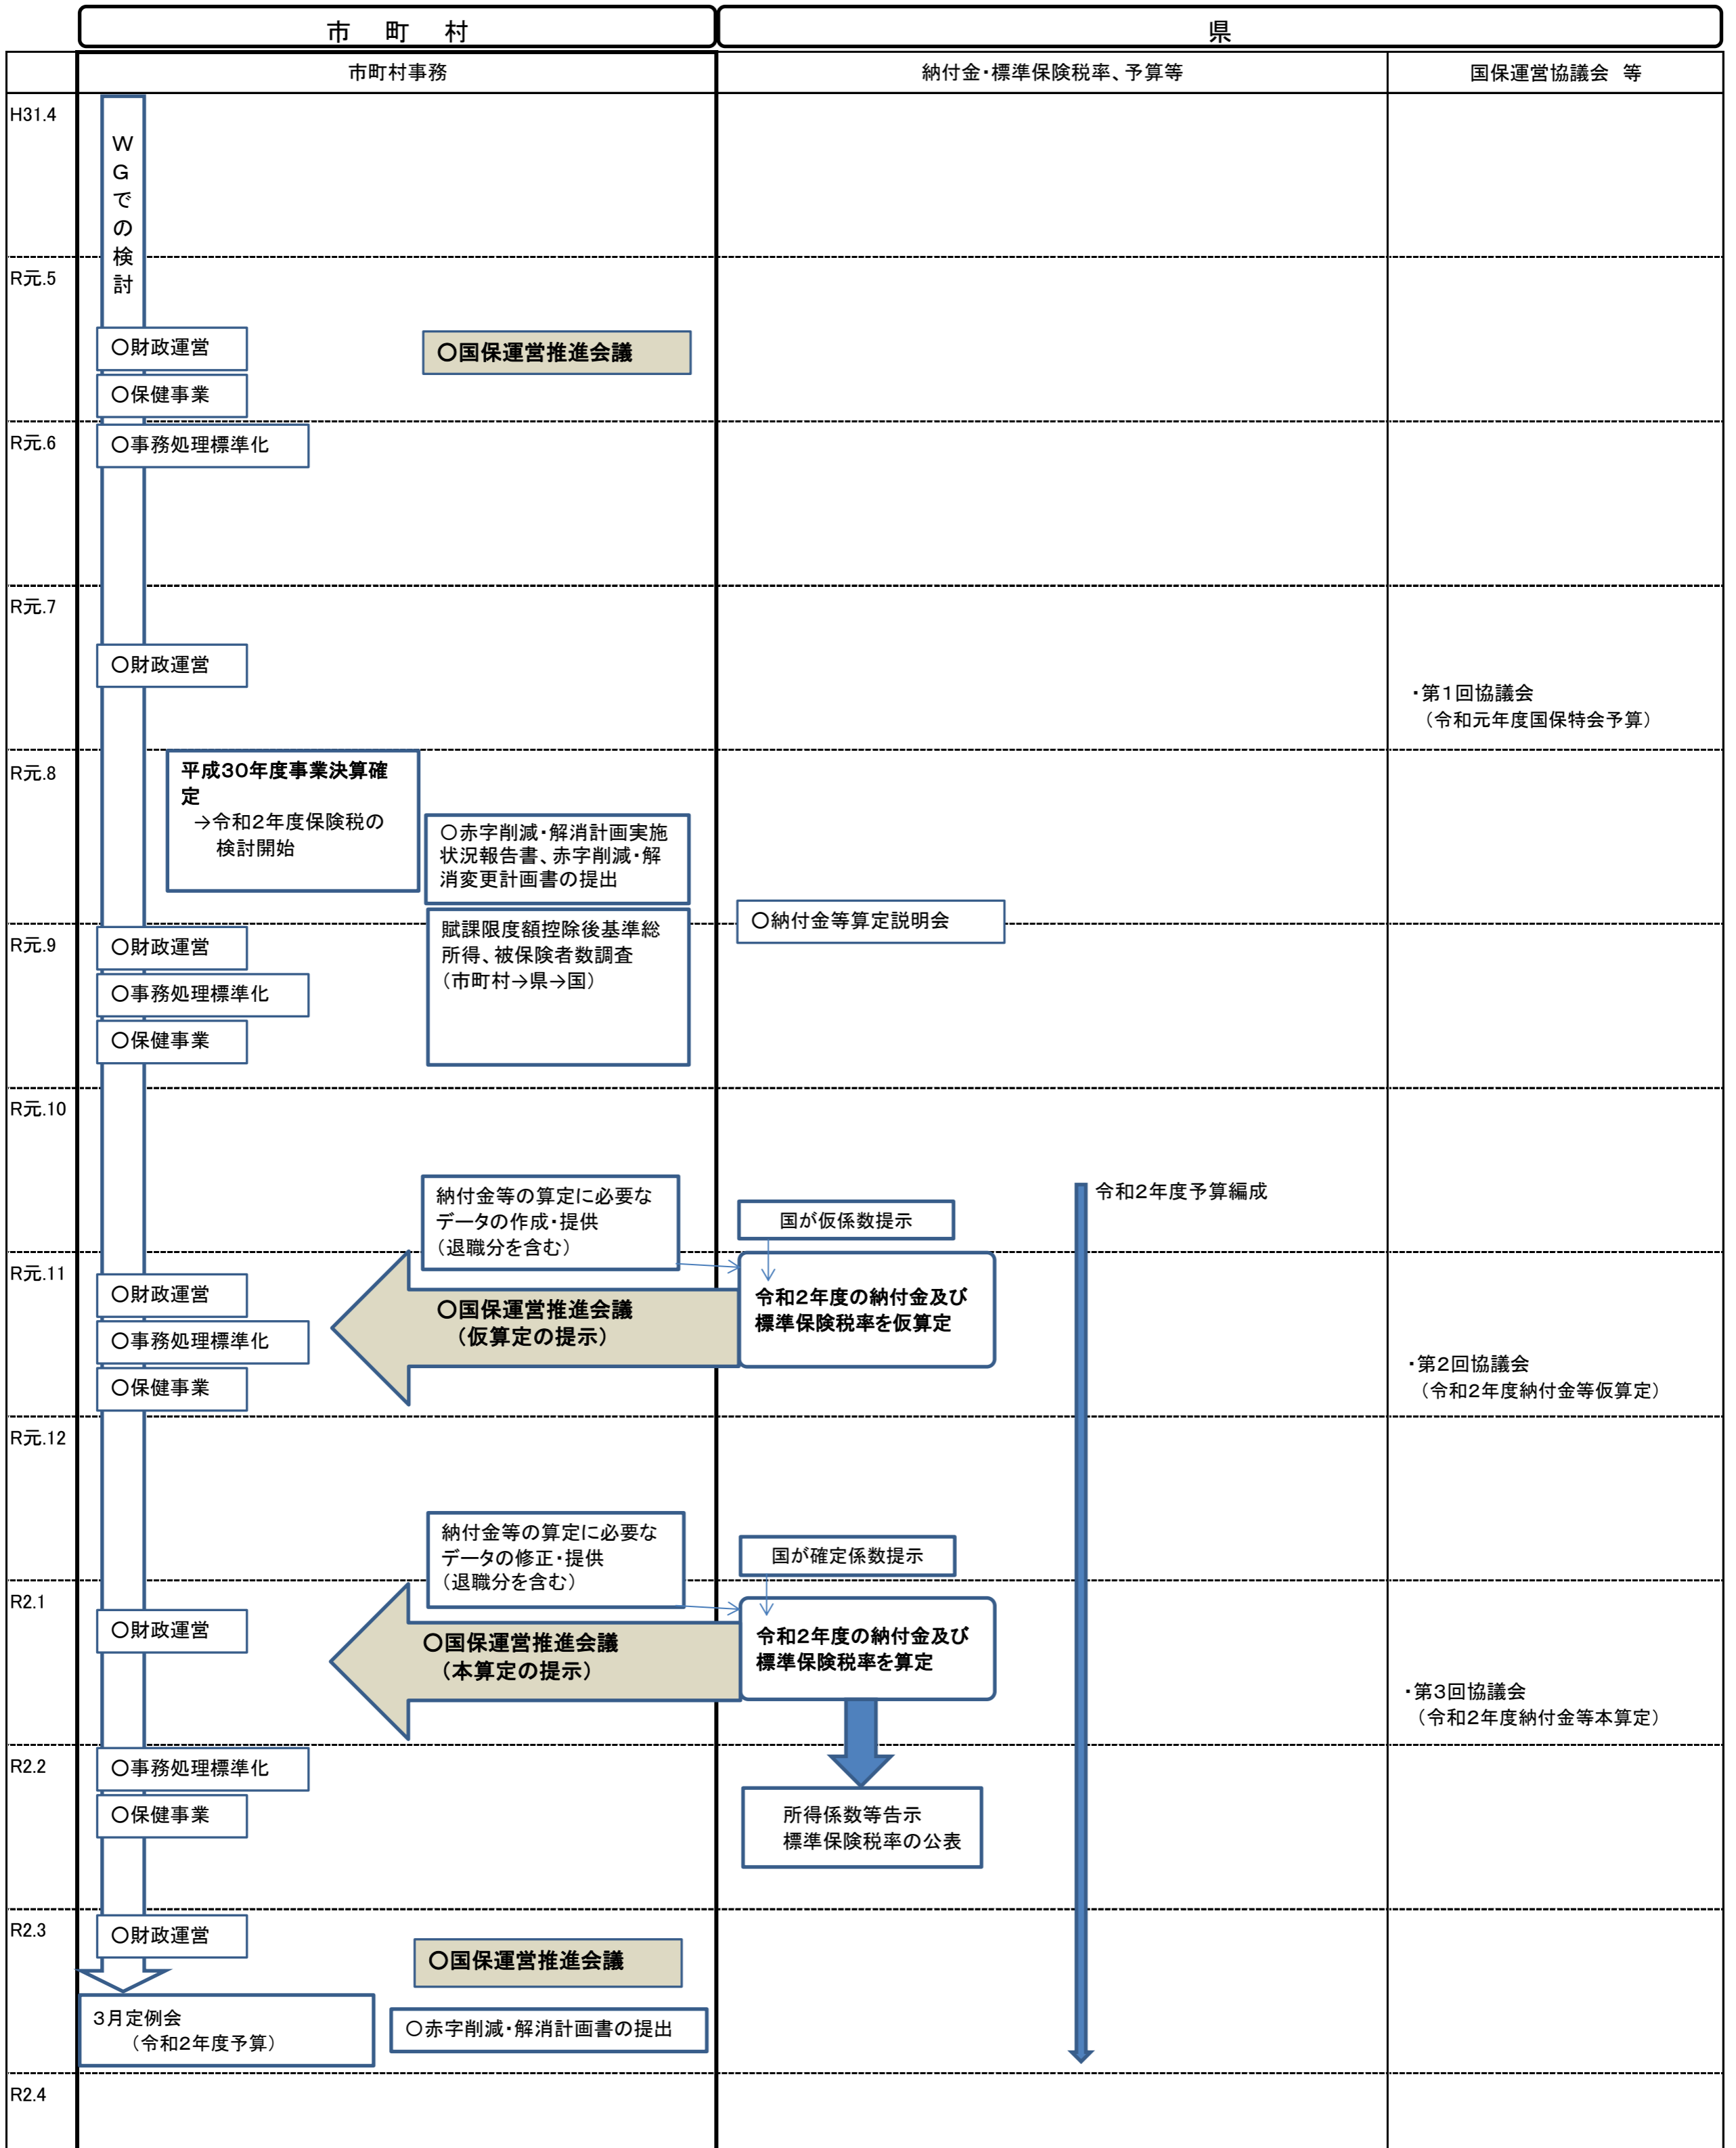 市　町　村
県
市町村事務
納付金・標準保険税率、予算等
国保運営協議会　等
H31.4
WGでの検討
R元.5
〇財政運営
〇国保運営推進会議
〇保健事業
R元.6
〇事務処理標準化
R元.7
〇財政運営
・第1回協議会
（令和元年度国保特会予算）
R元.8
平成30年度事業決算確
定
→令和2年度保険税の
検討開始
〇赤字削減・解消計画実施
状況報告書、赤字削減・解
消変更計画書の提出
〇納付金等算定説明会
R元.9
〇財政運営
〇事務処理標準化
〇保健事業
賦課限度額控除後基準総
所得、被保険者数調査
（市町村→県→国）
R元.10
納付金等の算定に必要な
データの作成・提供
（退職分を含む）
国が仮係数提示
令和2年度予算編成
R元.11
〇財政運営
〇事務処理標準化
〇保健事業
〇国保運営推進会議
（仮算定の提示）
令和2年度の納付金及び
標準保険税率を仮算定
・第2回協議会
（令和2年度納付金等仮算定）
R元.12
納付金等の算定に必要な
データの修正・提供
（退職分を含む）
国が確定係数提示
R2.1
〇財政運営
〇国保運営推進会議
（本算定の提示）
令和2年度の納付金及び
標準保険税率を算定
・第3回協議会
（令和2年度納付金等本算定）
R2.2
〇事務処理標準化
〇保健事業
所得係数等告示
標準保険税率の公表
R2.3
〇財政運営
〇国保運営推進会議
3月定例会
（令和2年度予算）
〇赤字削減・解消計画書の提出
R2.4